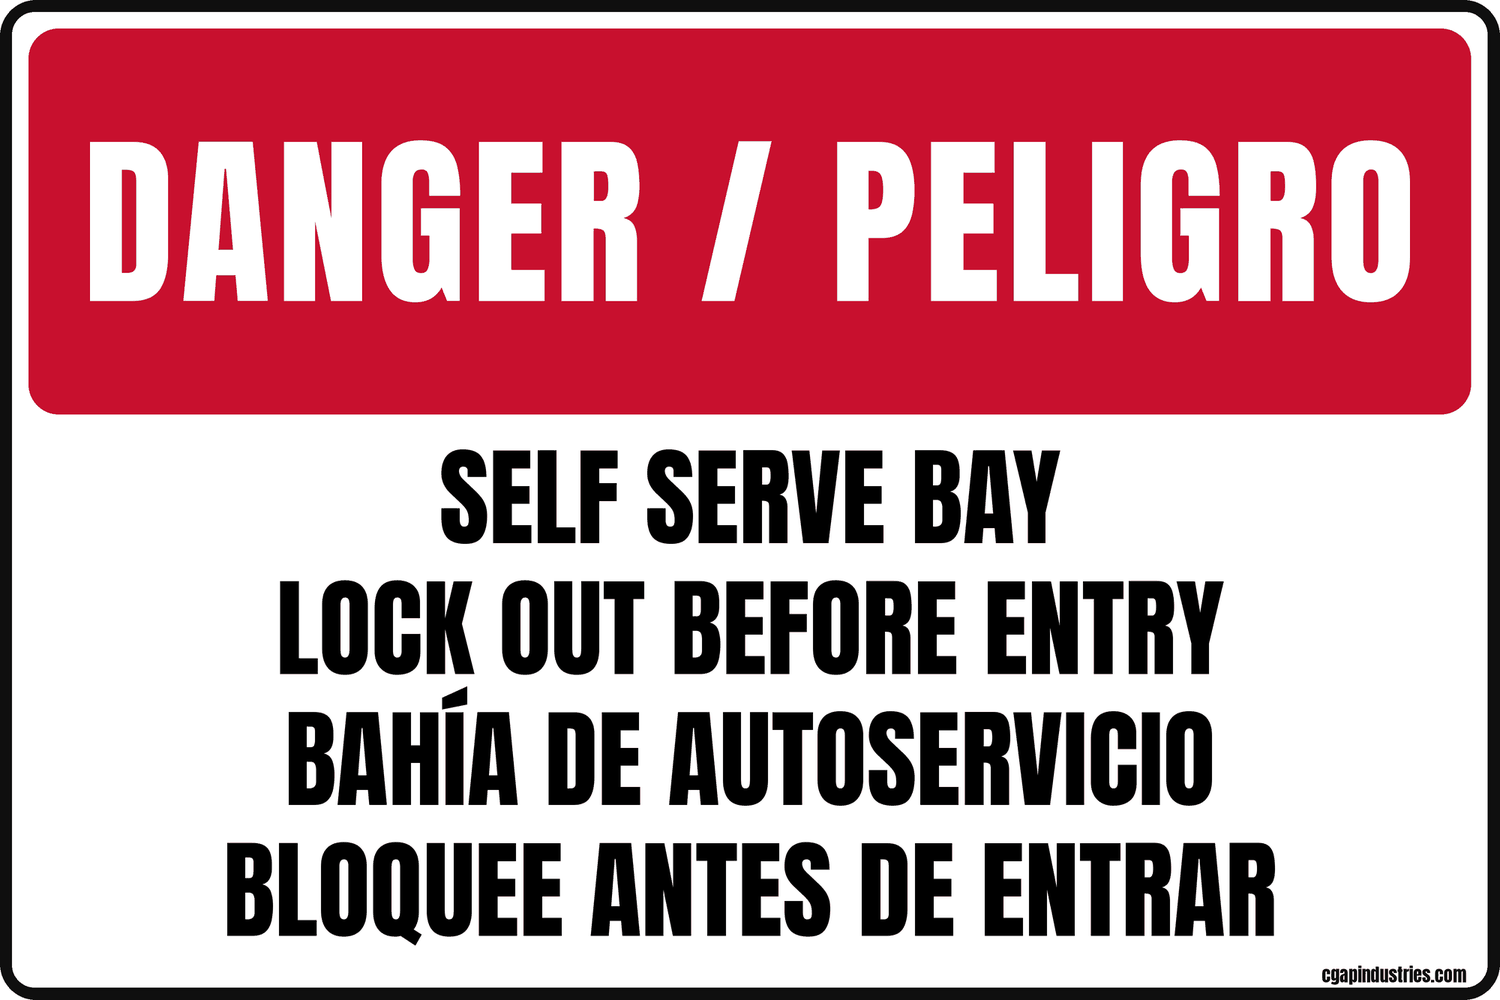 DANGER / PELIGRO
SELF SERVE BAY
LOCK OUT BEFORE ENTRY
BAHÍA DE AUTOSERVICIO
BLOQUEE ANTES DE ENTRAR
cgapindustries.com